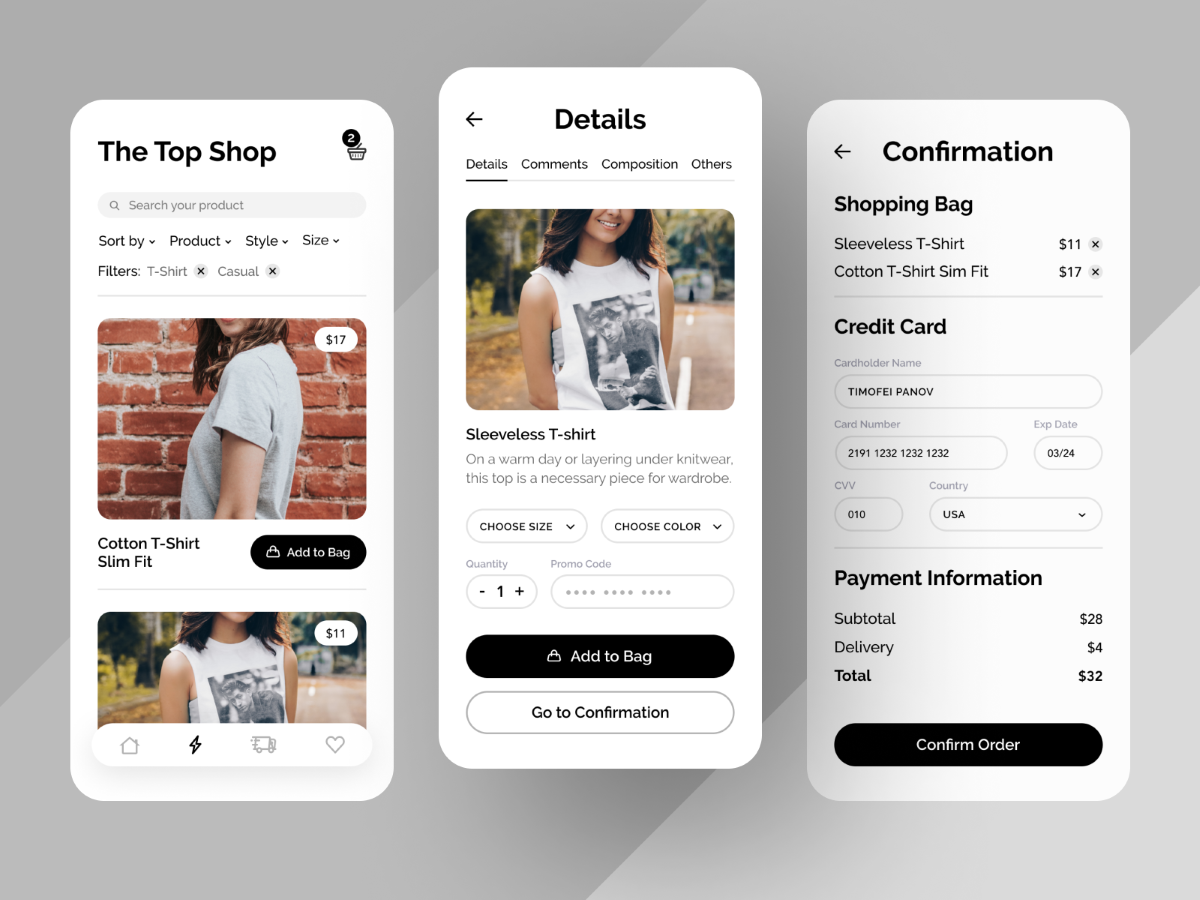 The Top Shop
2
Search your product
Sort by Product Style Size
Filters: T-Shirt × Casual ×
$17
Cotton T-Shirt
Slim Fit
Add to Bag
$11
Details
Details Comments Composition Others
Sleeveless T-shirt
On a warm day or layering under knitwear,
this top is a necessary piece for wardrobe.
CHOOSE SIZE CHOOSE COLOR
Quantity Promo Code
- 1 +
Add to Bag
Go to Confirmation
Confirmation
Shopping Bag
Sleeveless T-Shirt $11 ×
Cotton T-Shirt Sim Fit $17 ×
Credit Card
Cardholder Name
TIMOFEI PANOV
Card Number Exp Date
2191 1232 1232 1232 03/24
CVV Country
010 USA
Payment Information
Subtotal $28
Delivery $4
Total $32
Confirm Order